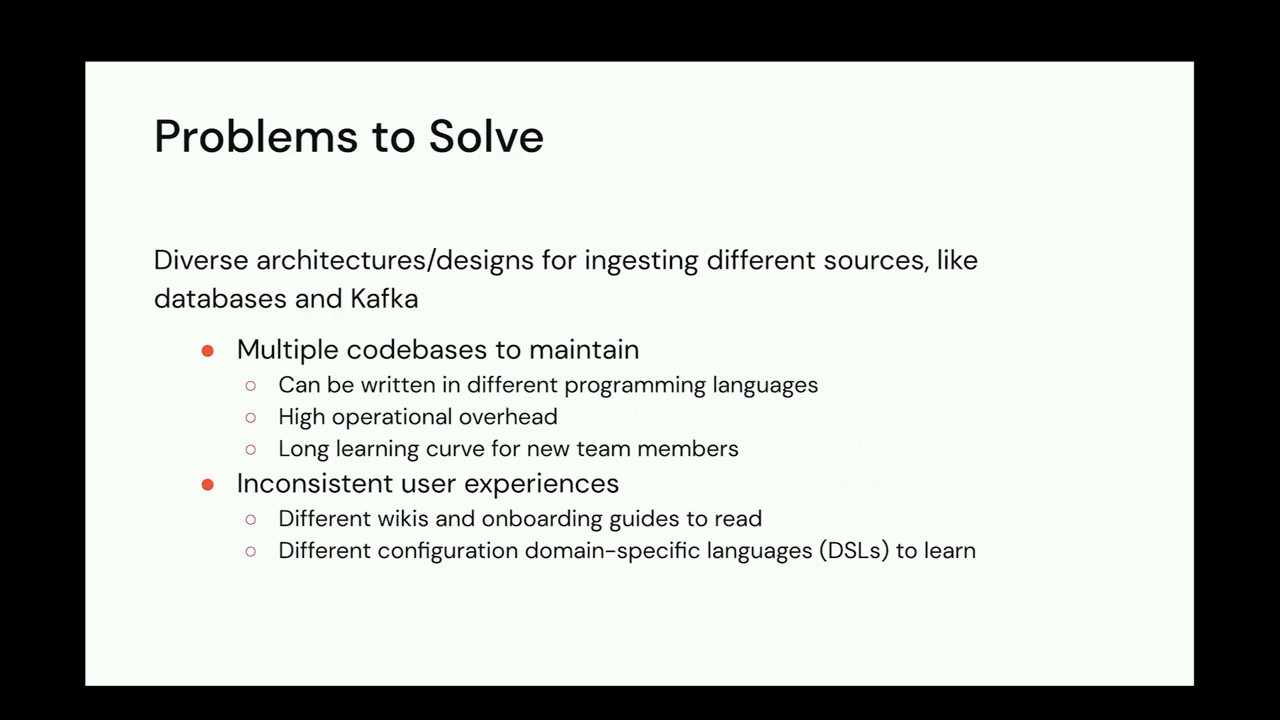 Problems to Solve
Diverse architectures/designs for ingesting different sources, like
databases and Kafka
● Multiple codebases to maintain
○ Can be written in different programming languages
○ High operational overhead
○ Long learning curve for new team members
● Inconsistent user experiences
○ Different wikis and onboarding guides to read
○ Different configuration domain-specific languages (DSLs) to learn